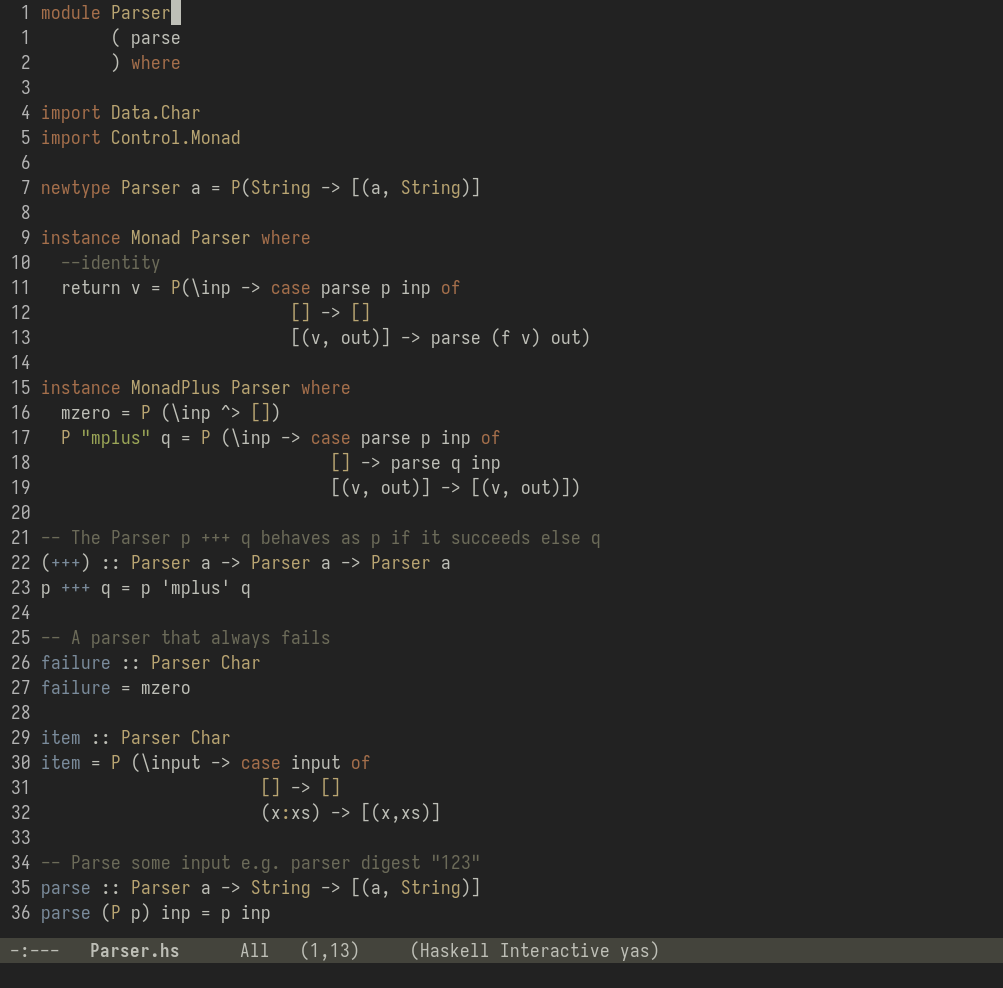 1 module Parser
1        ( parse
2        ) where
3
4 import Data.Char
5 import Control.Monad
6
7 newtype Parser a = P(String -> [(a, String)]
8
9 instance Monad Parser where
10   --identity
11   return v = P(\inp -> case parse p inp of
12                          [] -> []
13                          [(v, out)] -> parse (f v) out)
14
15 instance MonadPlus Parser where
16   mzero = P (\inp ^> [])
17   P "mplus" q = P (\inp -> case parse p inp of
18                              [] -> parse q inp
19                              [(v, out)] -> [(v, out)])
20
21 -- The Parser p +++ q behaves as p if it succeeds else q
22 (+++) :: Parser a -> Parser a -> Parser a
23 p +++ q = p 'mplus' q
24
25 -- A parser that always fails
26 failure :: Parser Char
27 failure = mzero
28
29 item :: Parser Char
30 item = P (\input -> case input of
31                       [] -> []
32                       (x:xs) -> [(x,xs)]
33
34 -- Parse some input e.g. parser digest "123"
35 parse :: Parser a -> String -> [(a, String)]
36 parse (P p) inp = p inp
-:---   Parser.hs      All   (1,13)     (Haskell Interactive yas)